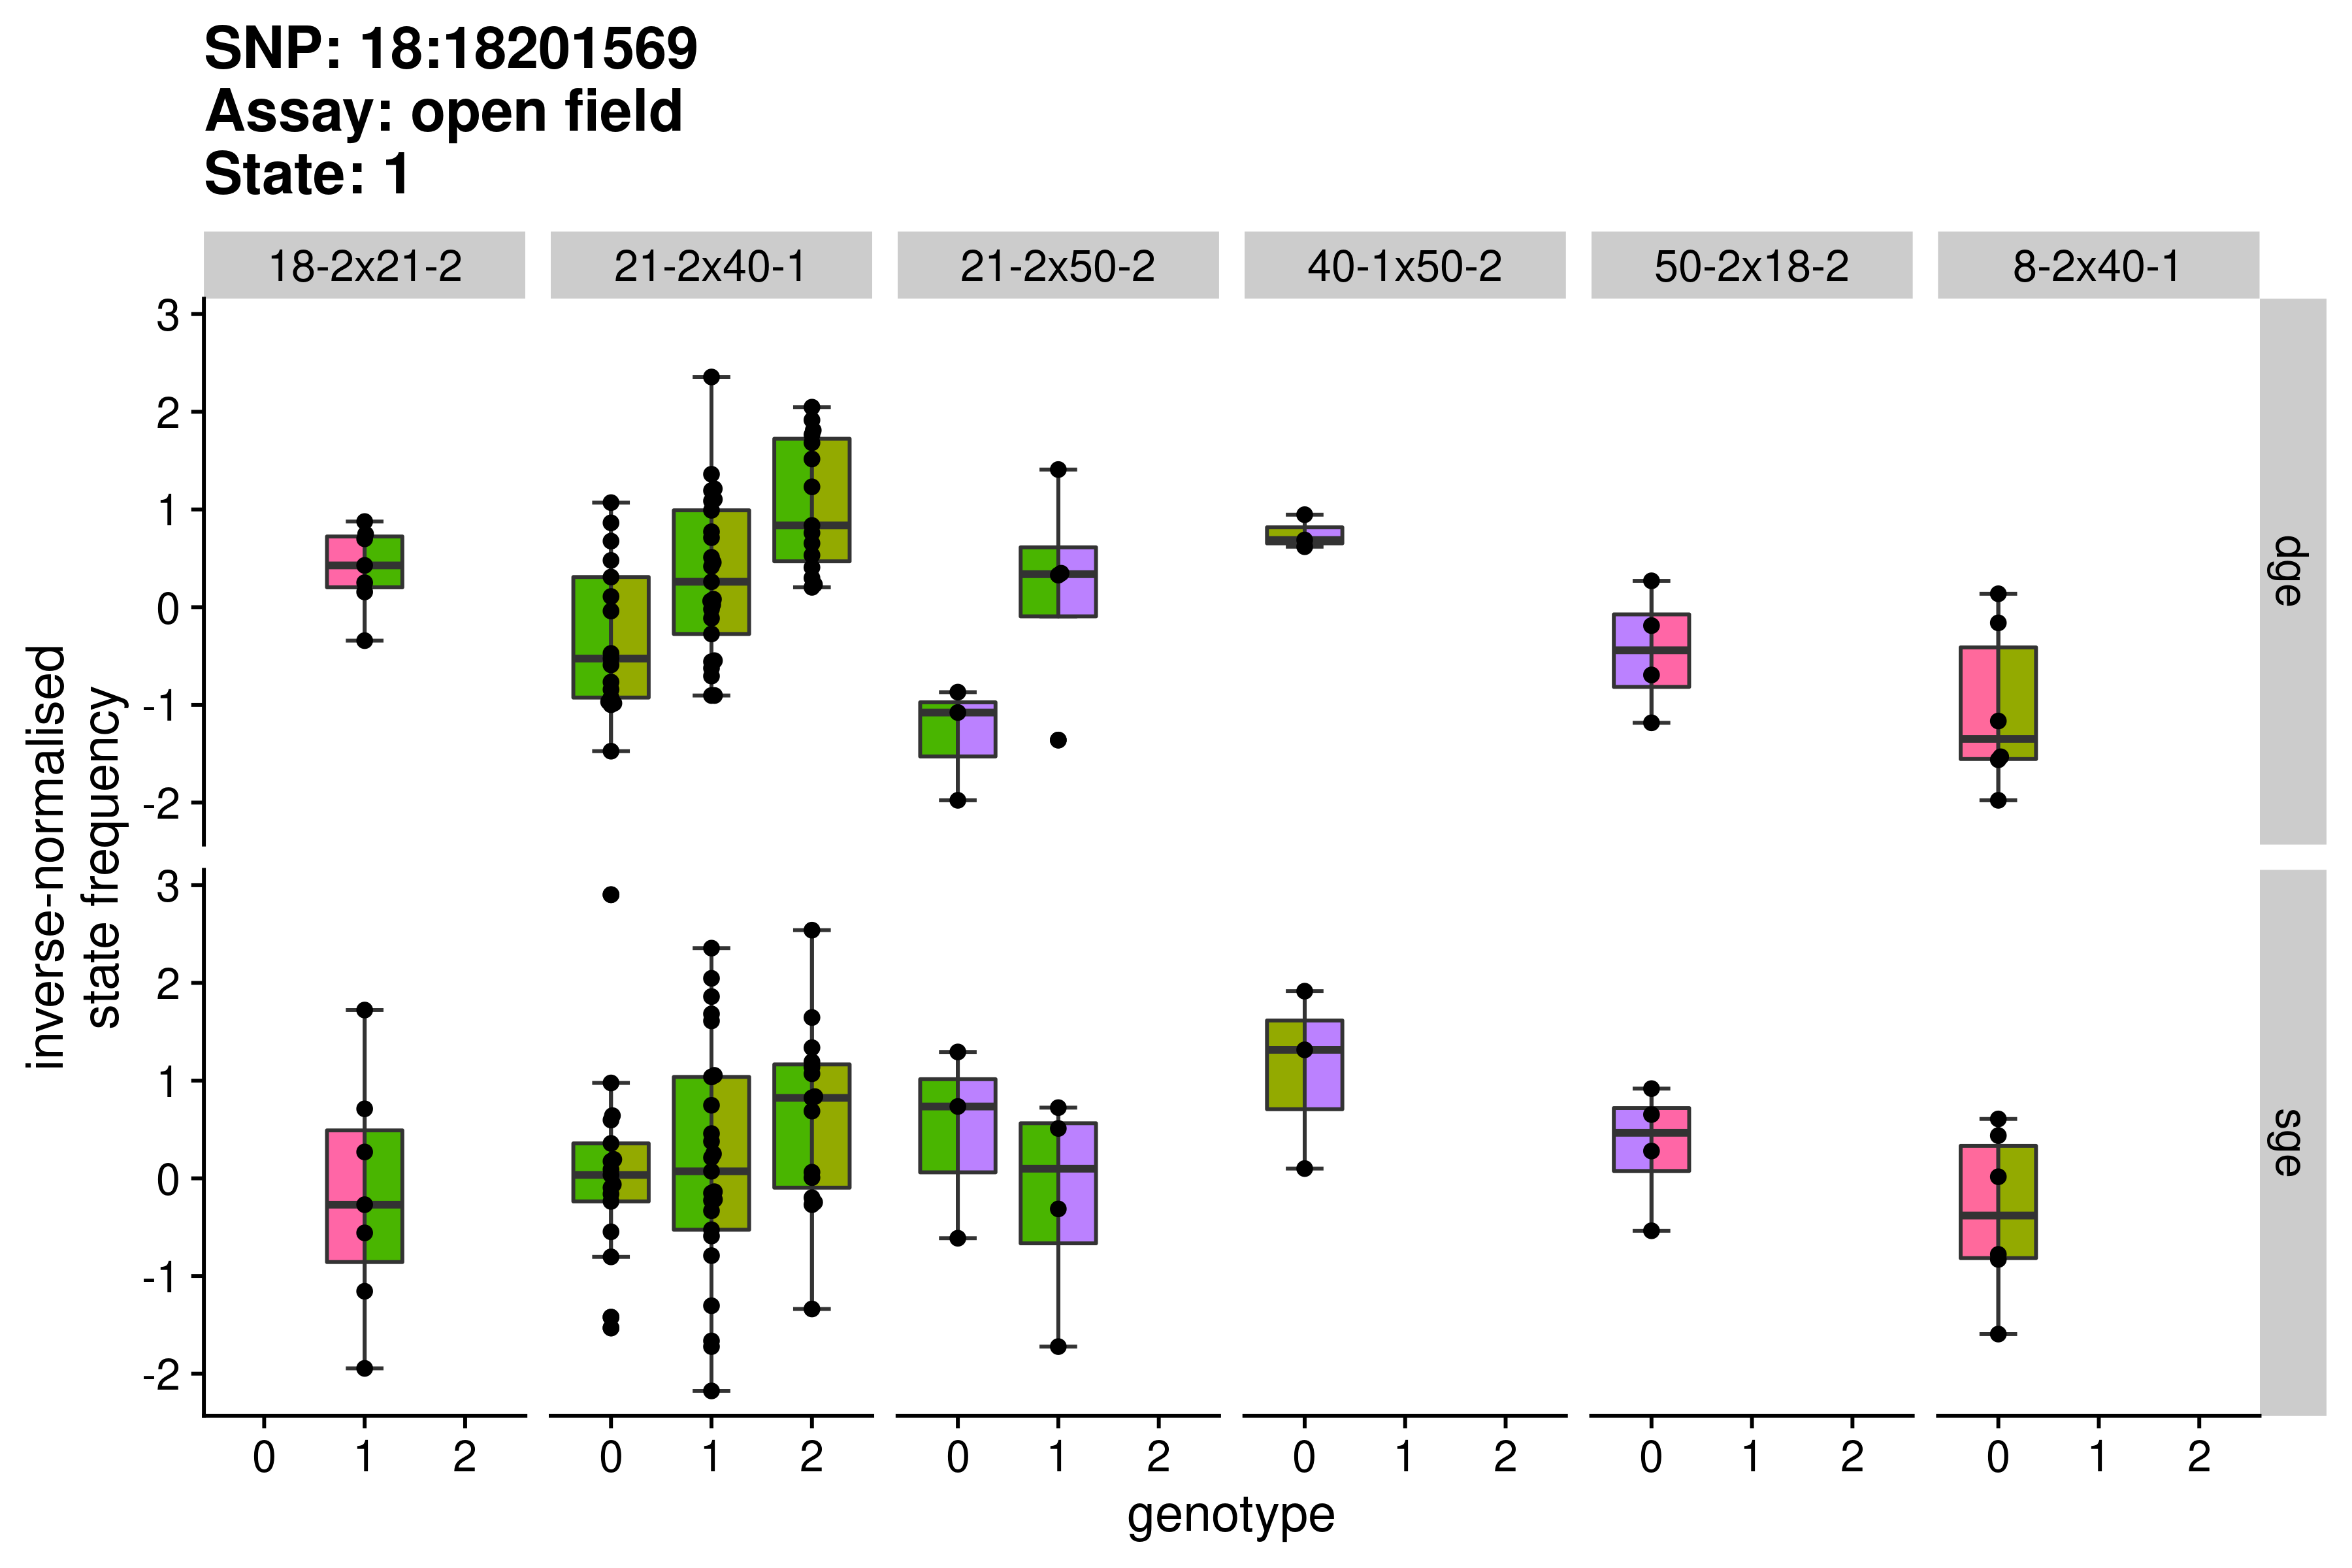 SNP: 18:18201569
Assay: open field
State: 1
18-2x21-2 21-2x40-1 21-2x50-2 40-1x50-2 50-2x18-2 8-2x40-1
3
2
1
0
-1
-2
dge
3
2
1
0
-1
-2
sge
inverse-normalised
state frequency
0 1 2 0 1 2 0 1 2 0 1 2 0 1 2 0 1 2
genotype